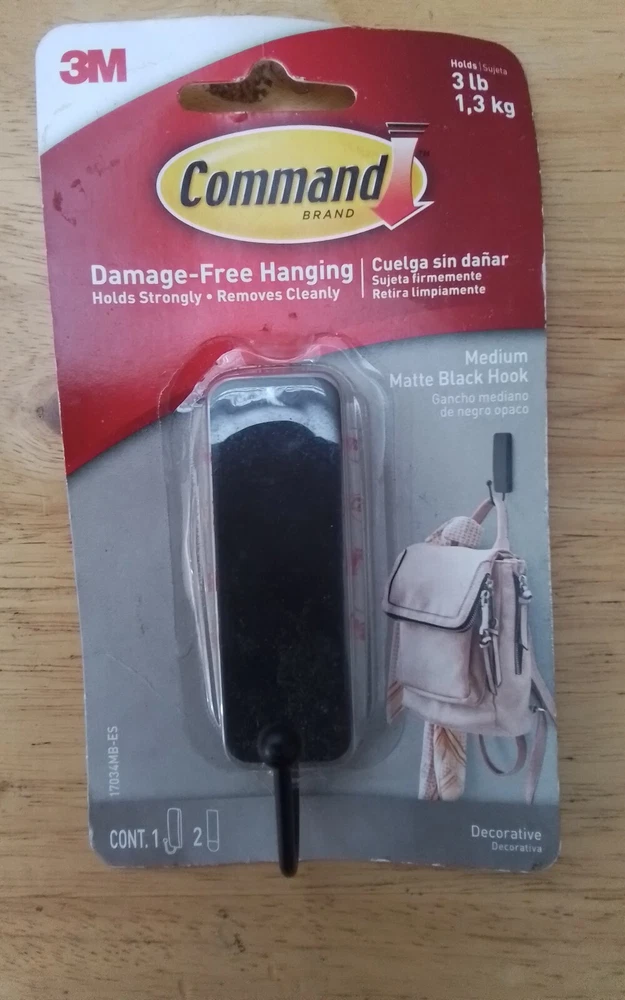 3M
Holds | Sujeta
3 lb
1,3 kg
Command™
BRAND
Damage-Free Hanging
Holds Strongly • Removes Cleanly
Cuelga sin dañar
Sujeta firmemente
Retira limpiamente
Medium
Matte Black Hook
Gancho mediano
de negro opaco
17034MB-ES
CONT. 1 2
Decorative
Decorativa